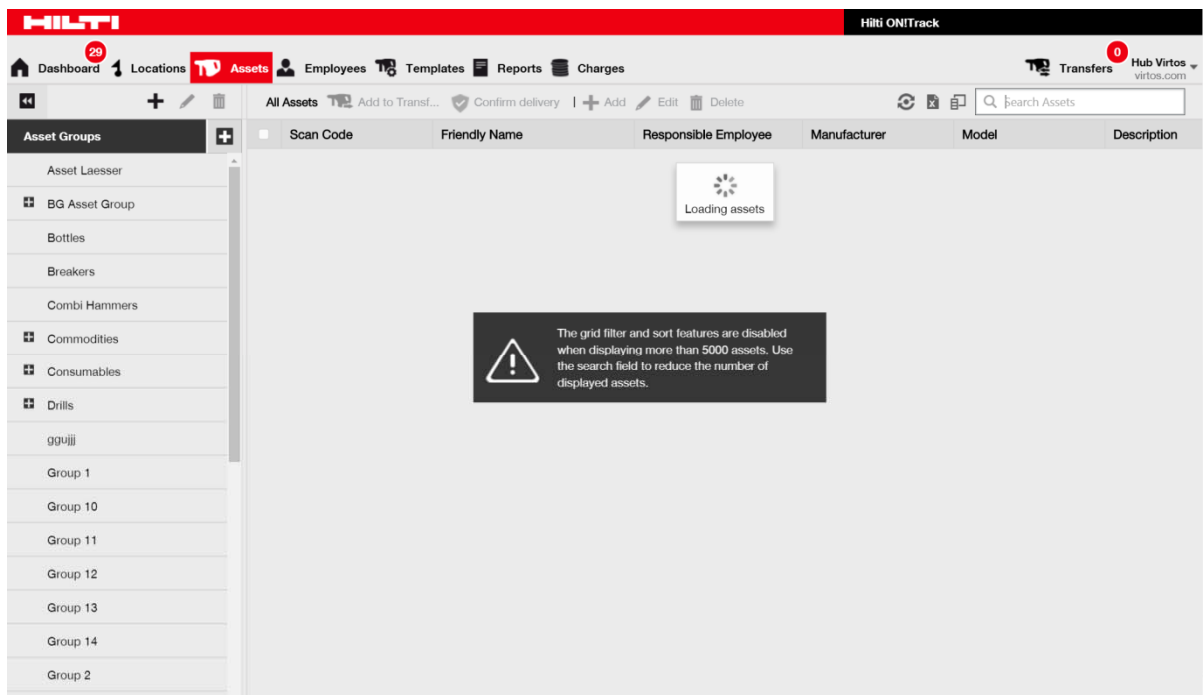 HILTI
Hilti ON!Track
Dashboard 29 Locations Assets Employees Templates Reports Charges Transfers 0 Hub Virtos
virtos.com
All Assets Add to Transf... Confirm delivery | Add Edit Delete Search Assets
Asset Groups Scan Code Friendly Name Responsible Employee Manufacturer Model Description
Asset Laesser
BG Asset Group
Bottles
Breakers
Combi Hammers
Commodities
Consumables
Drills
ggujjj
Group 1
Group 10
Group 11
Group 12
Group 13
Group 14
Group 2
Loading assets
The grid filter and sort features are disabled
when displaying more than 5000 assets. Use
the search field to reduce the number of
displayed assets.